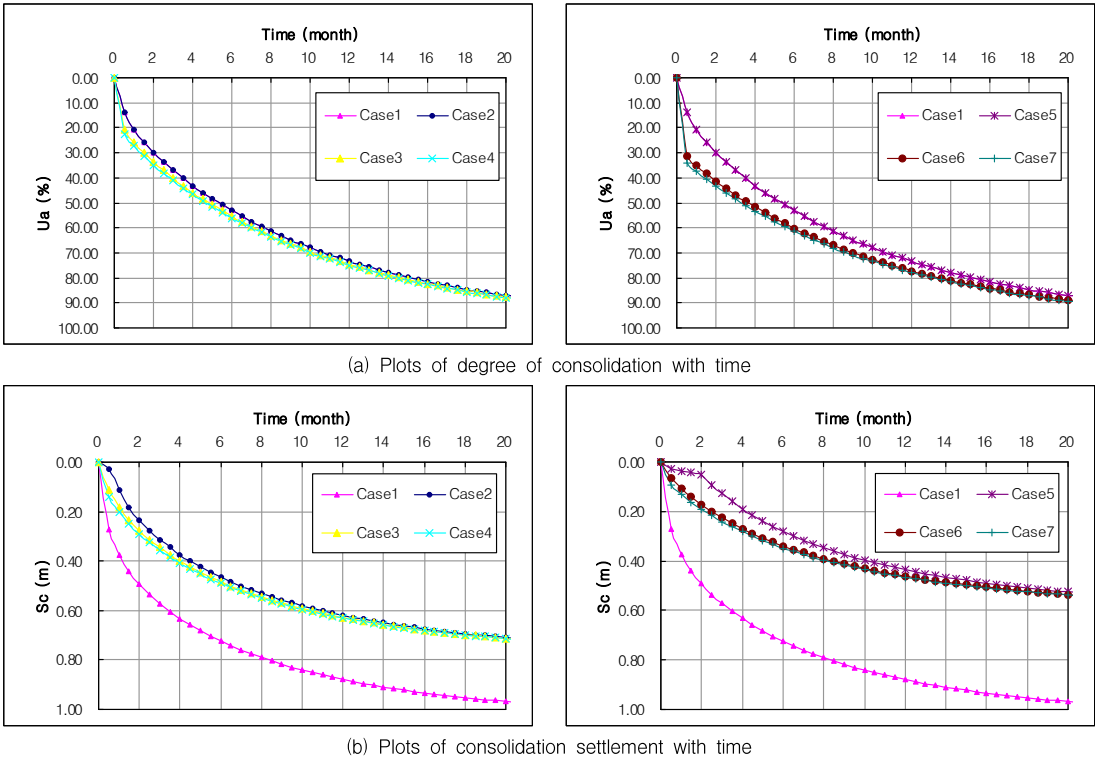 Time (month)
0 2 4 6 8 10 12 14 16 18 20
0.00
10.00
20.00
30.00
40.00
50.00
60.00
70.00
80.00
90.00
100.00
Ua (%)
Case1 Case2
Case3 Case4
Time (month)
0 2 4 6 8 10 12 14 16 18 20
0.00
10.00
20.00
30.00
40.00
50.00
60.00
70.00
80.00
90.00
100.00
Ua (%)
Case1 Case5
Case6 Case7
(a) Plots of degree of consolidation with time
Time (month)
0 2 4 6 8 10 12 14 16 18 20
0.00
0.20
0.40
0.60
0.80
1.00
Sc (m)
Case1 Case2
Case3 Case4
Time (month)
0 2 4 6 8 10 12 14 16 18 20
0.00
0.20
0.40
0.60
0.80
1.00
Sc (m)
Case1 Case5
Case6 Case7
(b) Plots of consolidation settlement with time